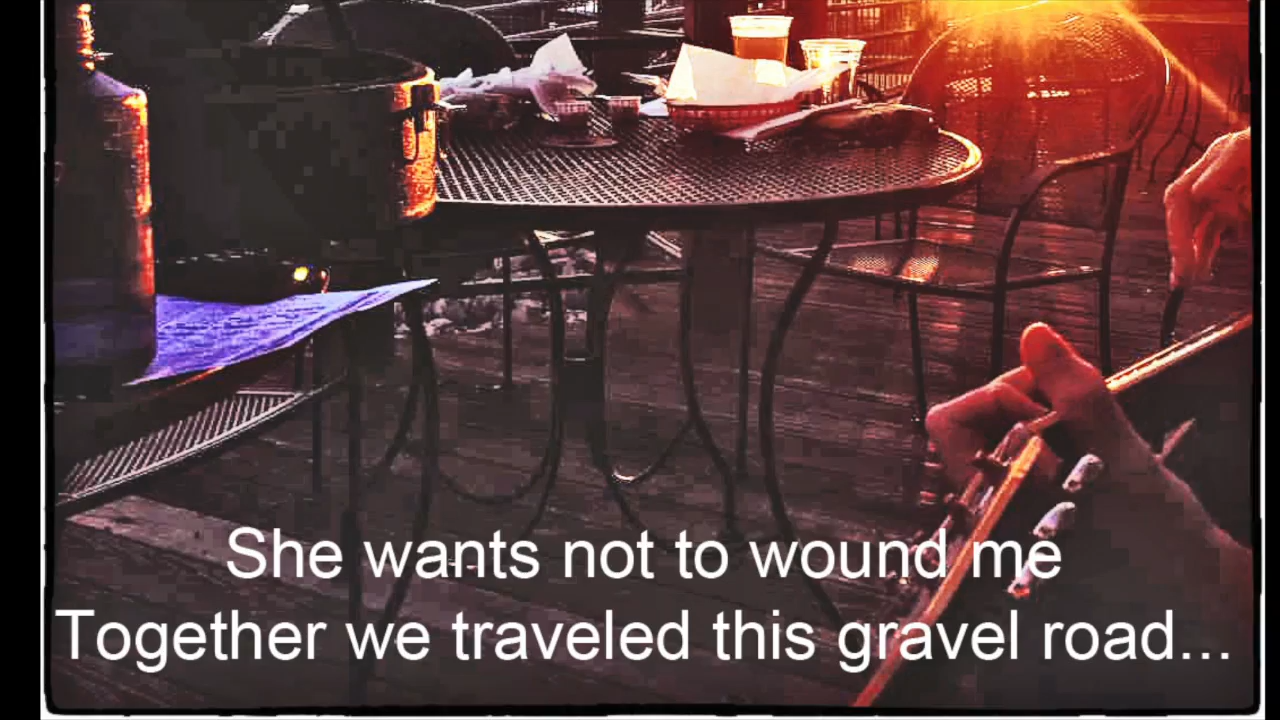 She wants not to wound me
Together we traveled this gravel road...